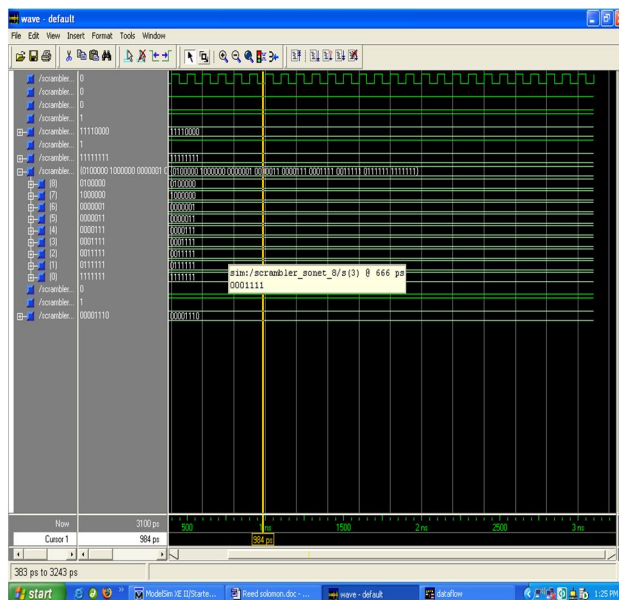 wave - default
File Edit View Insert Format Tools Window
/scrambler... 0
/scrambler... 0
/scrambler... 0
/scrambler... 1
/scrambler... 11110000 11110000
/scrambler... 1
/scrambler... 11111111 11111111
/scrambler... {0100000 1000000 0000001 0 {0100000 1000000 0000001 00 0011 0000111 0001111 0011111 0111111 1111111}
(8) 0100000 0100000
(7) 1000000 1000000
(6) 0000001 0000001
(5) 0000011 0000011
(4) 0000111 0000111
(3) 0001111 0001111
(2) 0011111 0011111
(1) 0111111 0111111
(0) 1111111 1111111
sim:/scrambler_sonet_8/s(3) @ 666 ps
0001111
/scrambler... 0
/scrambler... 1
/scrambler... 00001110 00001110
Now 3100 ps 500 1 ns 1500 2 ns 2500 3 ns
Cursor 1 984 ps 984 ps
383 ps to 3243 ps
start ModelSim XE II/Starte... Reed solomon.doc - ... wave - default dataflow 1:25 PM